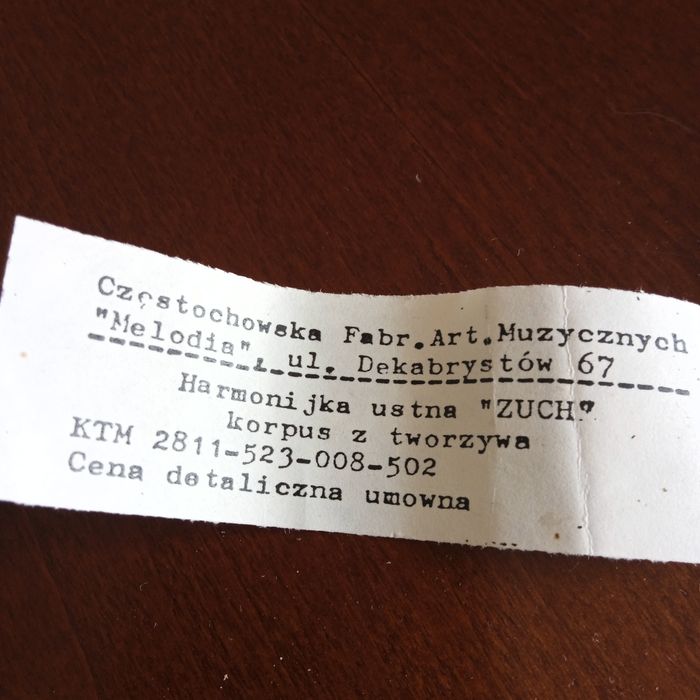 Częstochowska Fabr.Art.Muzycznych
"Melodia", ul. Dekabrystów 67
Harmonijka ustna "ZUCH"
korpus z tworzywa
KTM 2811-523-008-502
Cena detaliczna umowna